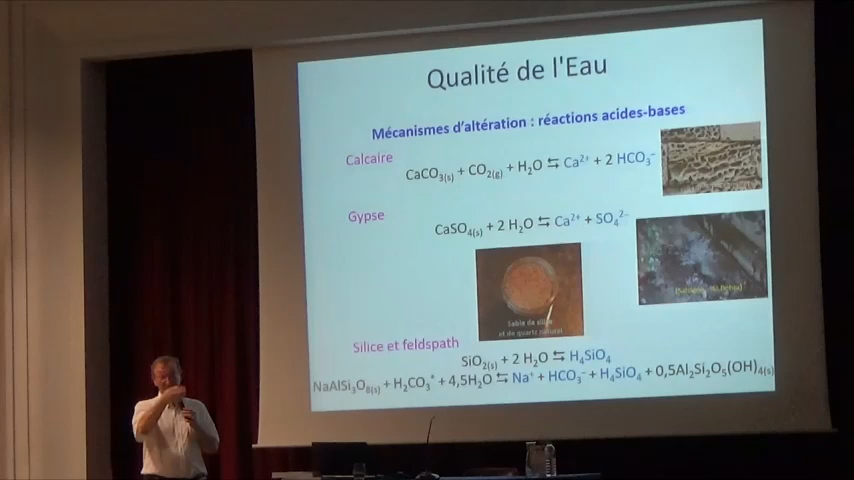 Qualité de l'Eau
Mécanismes d'altération : réactions acides-bases
Calcaire
CaCO₃₍ₛ₎ + CO₂₍g₎ + H₂O ⇆ Ca²⁺ + 2 HCO₃⁻
Gypse
CaSO₄₍ₛ₎ + 2 H₂O ⇆ Ca²⁺ + SO₄²⁻
Sable de silice
et de quartz naturel
Silice et feldspath
SiO₂₍ₛ₎ + 2 H₂O ⇆ H₄SiO₄
NaAlSi₃O₈₍ₛ₎ + H₂CO₃* + 4,5H₂O ⇆ Na⁺ + HCO₃⁻ + H₄SiO₄ + 0,5Al₂Si₂O₅(OH)₄₍ₛ₎